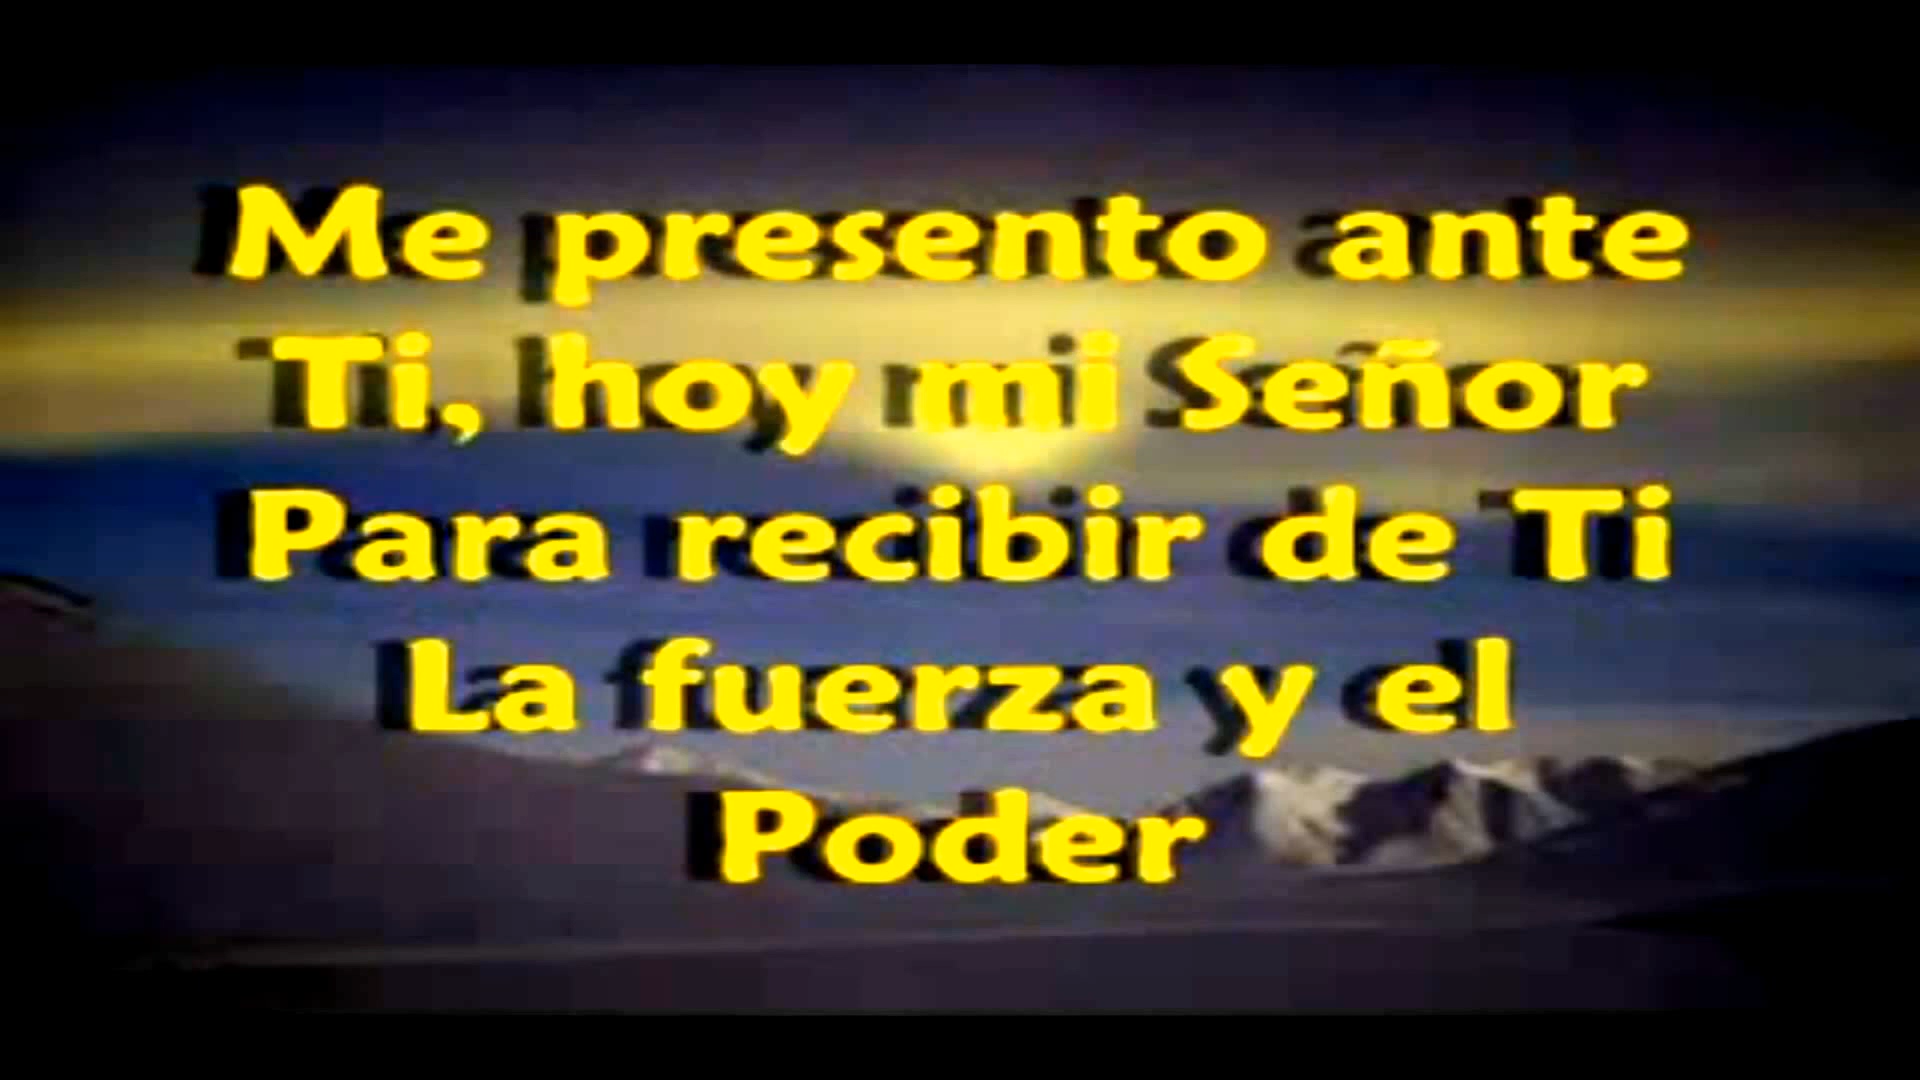 Me presento ante
Ti, hoy mi Señor
Para recibir de Ti
La fuerza y el
Poder